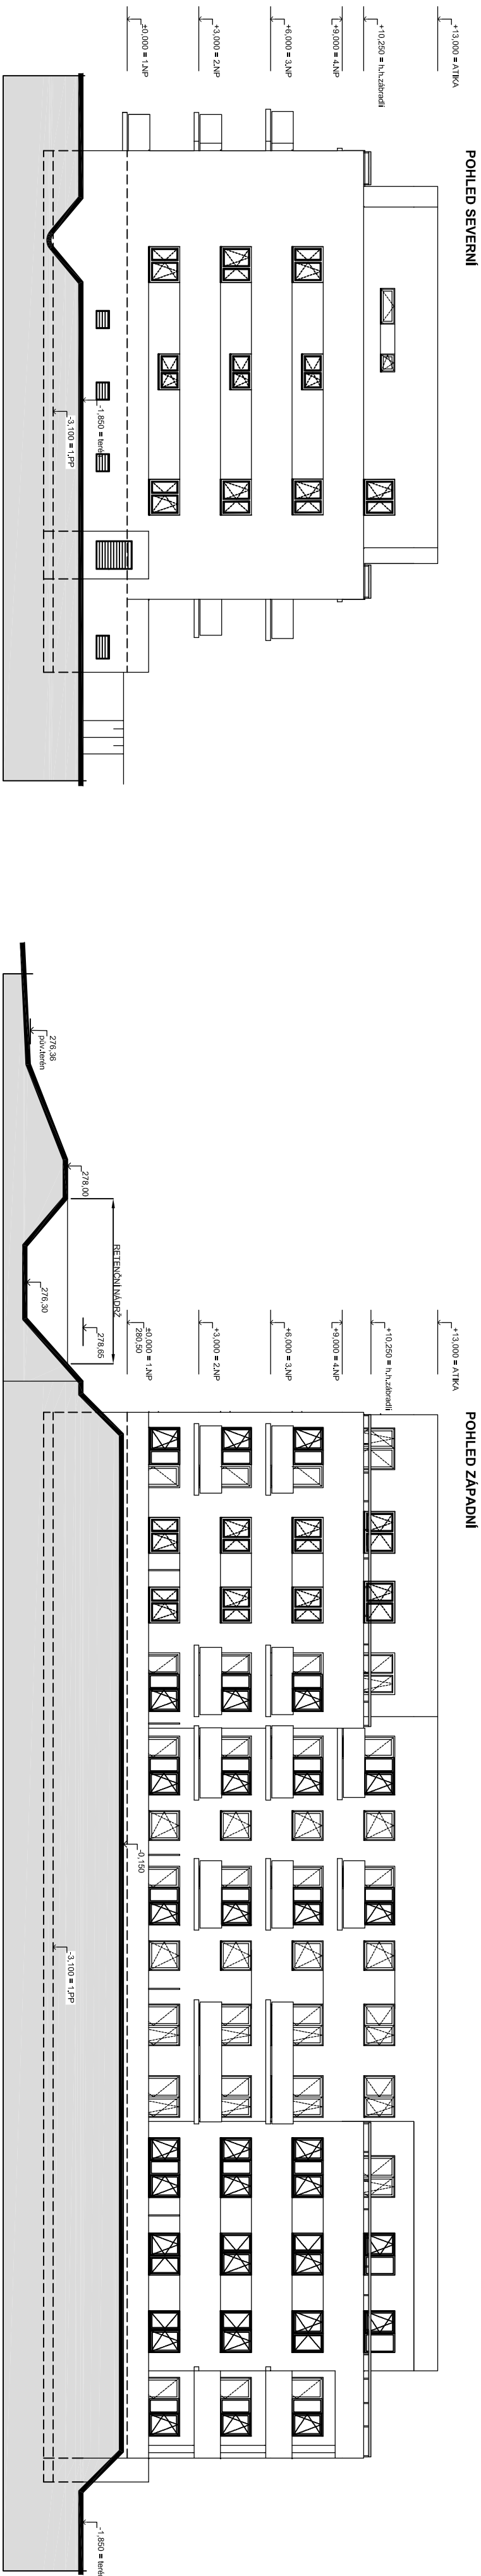 POHLED SEVERNÍ
+13,000 = ATIKA
+10,250 = h.h.zábradlí
+9,000 = 4.NP
+6,000 = 3.NP
+3,000 = 2.NP
±0,000 = 1.NP
-1,850 = terén
-3,100 = 1.PP
POHLED ZÁPADNÍ
+13,000 = ATIKA
+10,250 = h.h.zábradlí
+9,000 = 4.NP
+6,000 = 3.NP
+3,000 = 2.NP
±0,000 = 1.NP
280,50
RETENČNÍ NÁDRŽ
278,65
278,00
276,36
pův.terén
276,30
-0,150
-3,100 = 1.PP
-1,850 = terén